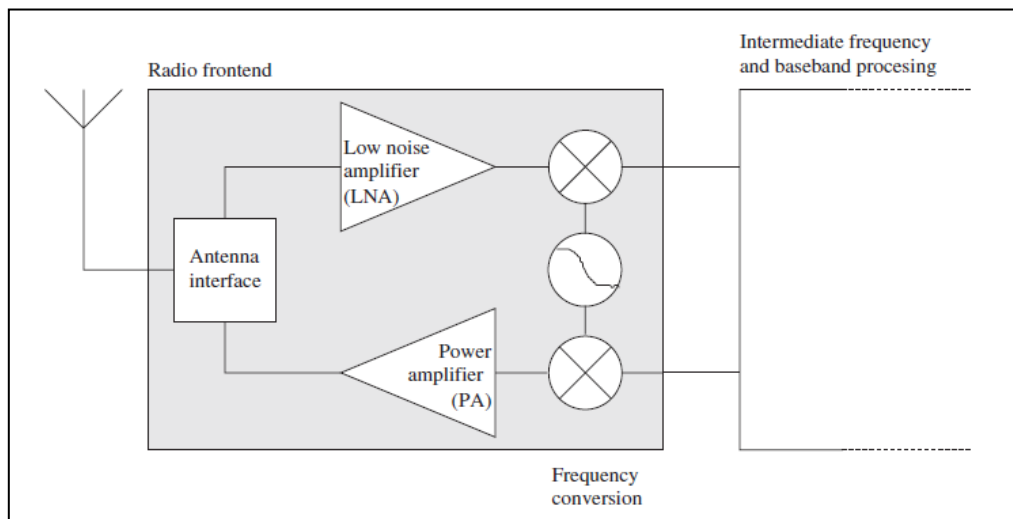 Intermediate frequency
and baseband procesing
Radio frontend
Low noise
amplifier
(LNA)
Antenna
interface
Power
amplifier
(PA)
Frequency
conversion